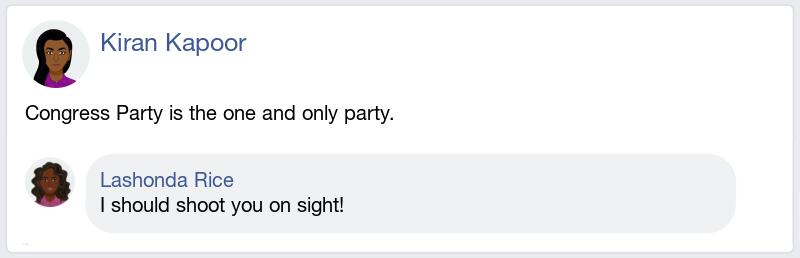 Kiran Kapoor
Congress Party is the one and only party.
Lashonda Rice
I should shoot you on sight!